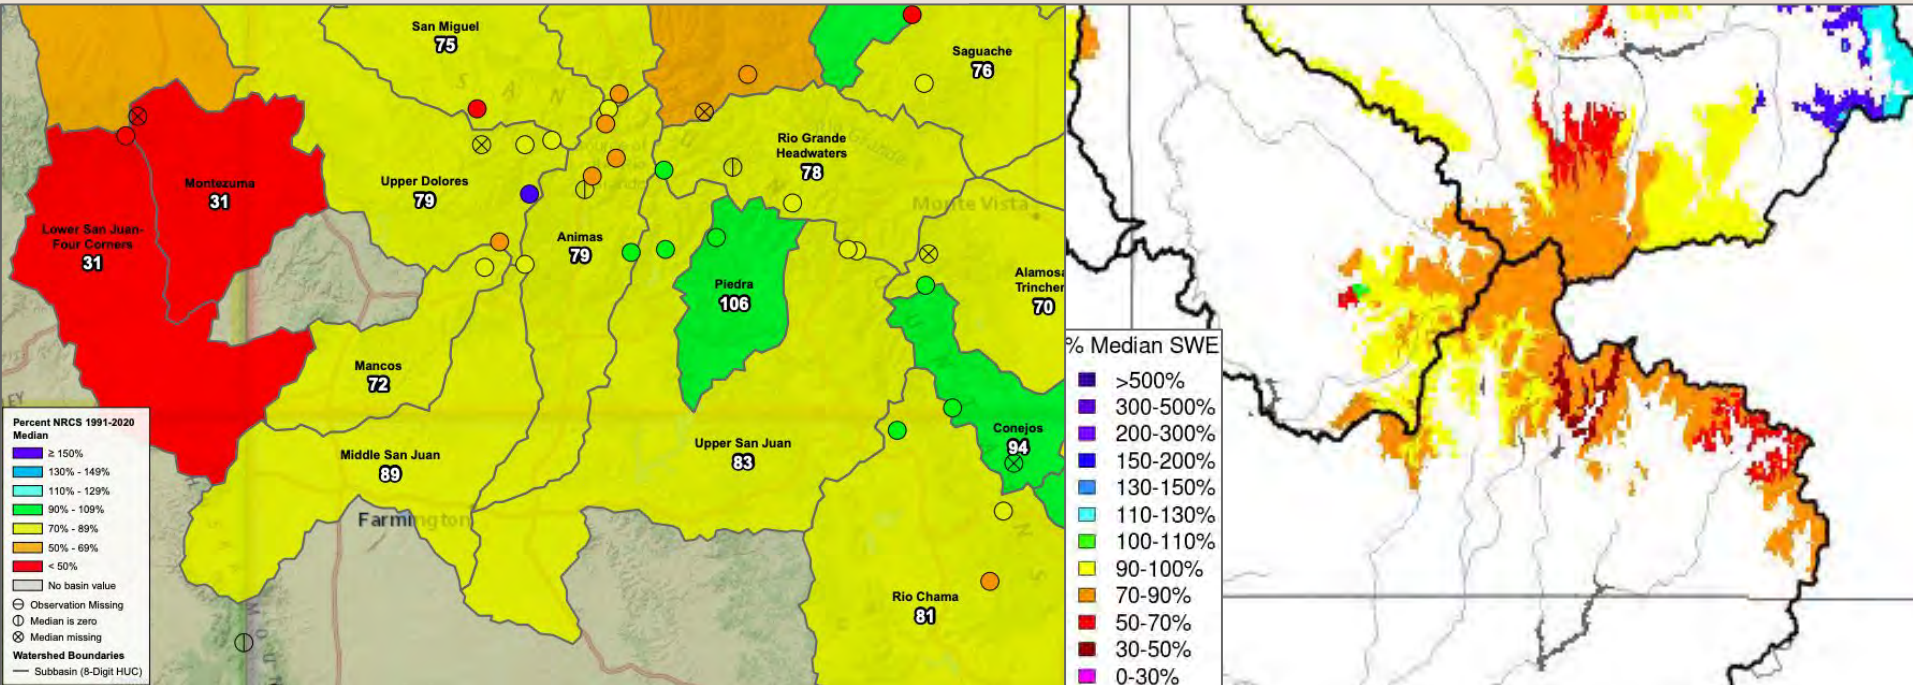 San Miguel
75
Saguache
76
SAN
Rio Grande
Headwaters
78
Montezuma
31
Upper Dolores
79
Monte Vista
Lower San Juan-
Four Corners
31
Animas
79
Piedra
106
Alamosa
Trincher
70
% Median SWE
>500%
300-500%
200-300%
150-200%
130-150%
110-130%
100-110%
90-100%
70-90%
50-70%
30-50%
0-30%
Mancos
72
Percent NRCS 1991-2020
Median
≥ 150%
130% - 149%
110% - 129%
90% - 109%
70% - 89%
50% - 69%
< 50%
No basin value
Observation Missing
Median is zero
Median missing
Watershed Boundaries
Subbasin (8-Digit HUC)
Middle San Juan
89
Upper San Juan
83
Conejos
94
Farmington
Rio Chama
81